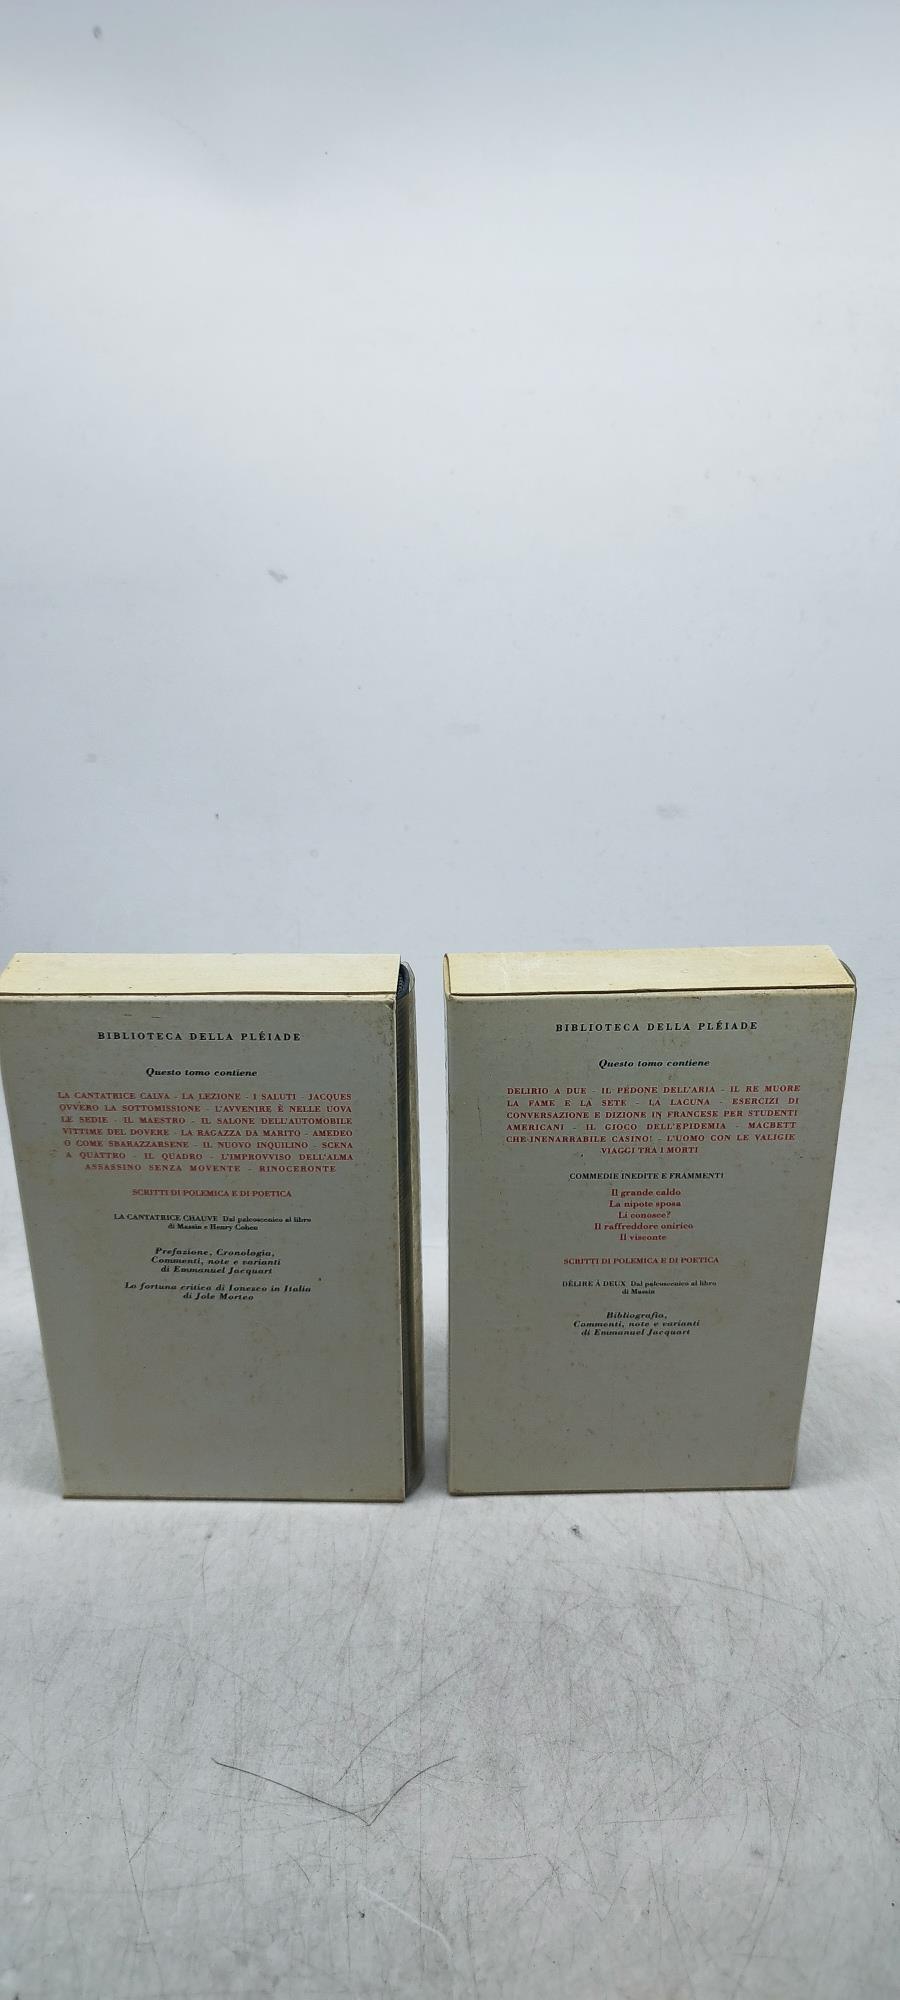 BIBLIOTECA DELLA PLÉIADE
Questo tomo contiene
LA CANTATRICE CALVA - LA LEZIONE - I SALUTI - JACQUES
OVVERO LA SOTTOMISSIONE - L'AVVENIRE È NELLE UOVA
LE SEDIE - IL MAESTRO - IL SALONE DELL'AUTOMOBILE
VITTIME DEL DOVERE - LA RAGAZZA DA MARITO - AMEDEO
O COME SBARAZZARSENE - IL NUOVO INQUILINO - SCENA
A QUATTRO - IL QUADRO - L'IMPROVVISO DELL'ALMA
ASSASSINO SENZA MOVENTE - RINOCERONTE
SCRITTI DI POLEMICA E DI POETICA
LA CANTATRICE CHAUVE Dal palcoscenico al libro
di Massin e Henry Cohen
Prefazione, Cronologia,
Commenti, note e varianti
di Emmanuel Jacquart
La fortuna critica di Ionesco in Italia
di Jole Morteo
BIBLIOTECA DELLA PLÉIADE
Questo tomo contiene
DELIRIO A DUE - IL PEDONE DELL'ARIA - IL RE MUORE
LA FAME E LA SETE - LA LACUNA - ESERCIZI DI
CONVERSAZIONE E DIZIONE IN FRANCESE PER STUDENTI
AMERICANI - IL GIOCO DELL'EPIDEMIA - MACBETT
CHE INENARRABILE CASINO! - L'UOMO CON LE VALIGIE
VIAGGI TRA I MORTI
COMMEDIE INEDITE E FRAMMENTI
Il grande caldo
La nipote sposa
Li conosce?
Il raffreddore onirico
Il visconte
SCRITTI DI POLEMICA E DI POETICA
DÉLIRE À DEUX Dal palcoscenico al libro
di Massin
Bibliografia,
Commenti, note e varianti
di Emmanuel Jacquart